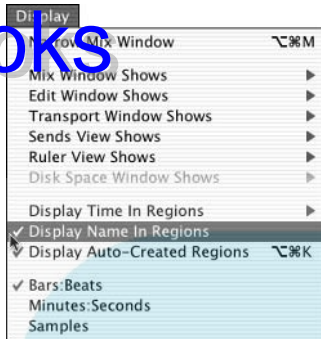 Display
oks
Narrow Mix Window ⌥⌘M
Mix Window Shows
Edit Window Shows
Transport Window Shows
Sends View Shows
Ruler View Shows
Disk Space Window Shows
Display Time In Regions
Display Name In Regions
Display Auto-Created Regions ⌥⌘K
Bars:Beats
Minutes:Seconds
Samples